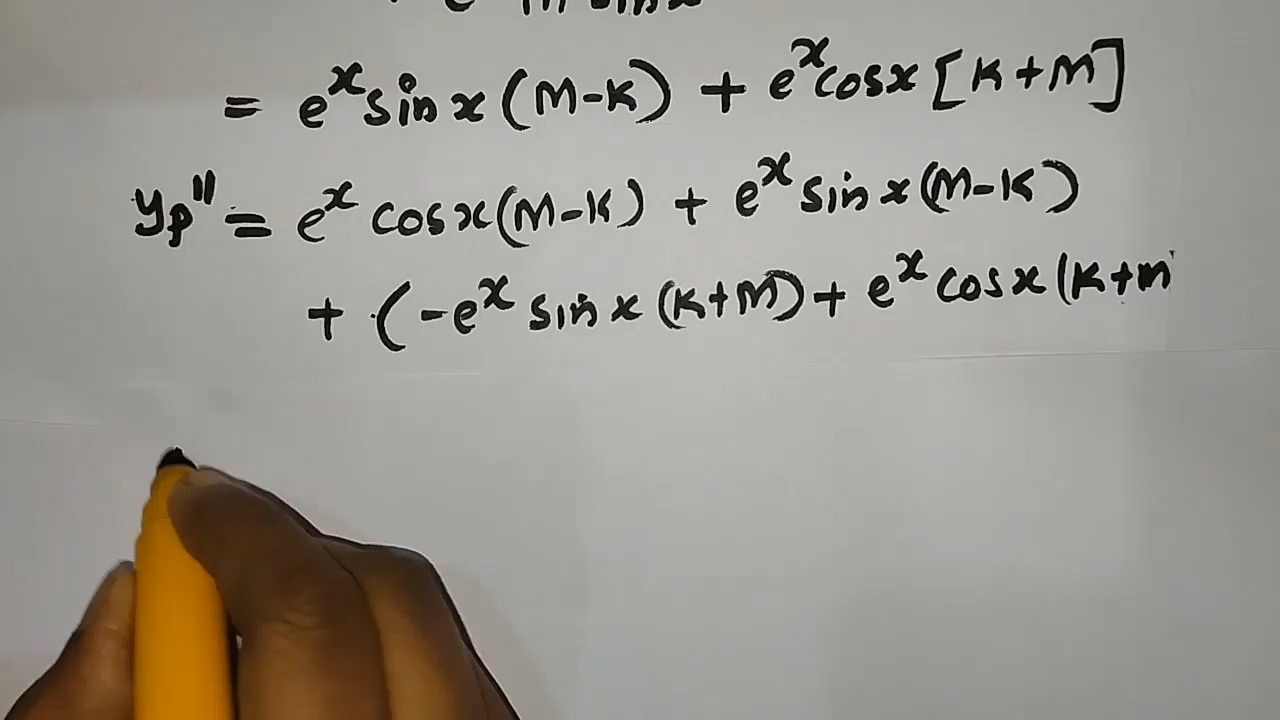 = e^x sin x (M-K) + e^x cos x [K+M]
yp'' = e^x cos x (M-K) + e^x sin x (M-K)
+ (-e^x sin x (K+M) + e^x cos x (K+M